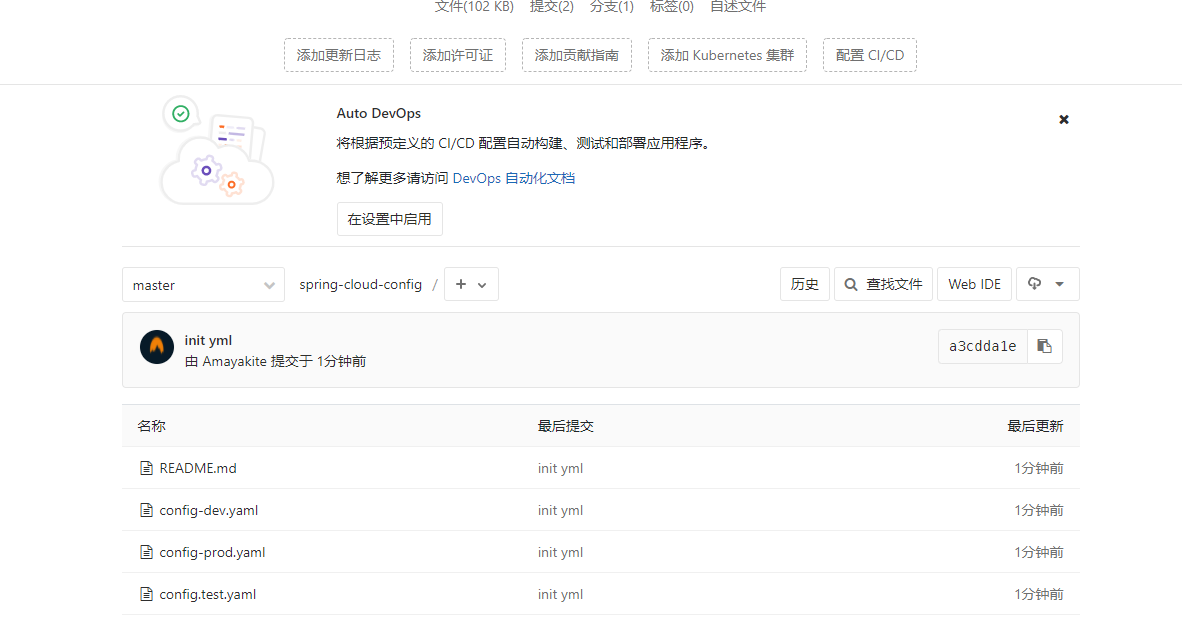 文件(102 KB) 提交(2) 分支(1) 标签(0) 自述文件
添加更新日志 添加许可证 添加贡献指南 添加 Kubernetes 集群 配置 CI/CD
Auto DevOps
将根据预定义的 CI/CD 配置自动构建、测试和部署应用程序。
想了解更多请访问 DevOps 自动化文档
在设置中启用
master spring-cloud-config / + 历史 查找文件 Web IDE
init yml
由 Amayakite 提交于 1分钟前
a3cdda1e
名称 最后提交 最后更新
README.md init yml 1分钟前
config-dev.yaml init yml 1分钟前
config-prod.yaml init yml 1分钟前
config.test.yaml init yml 1分钟前